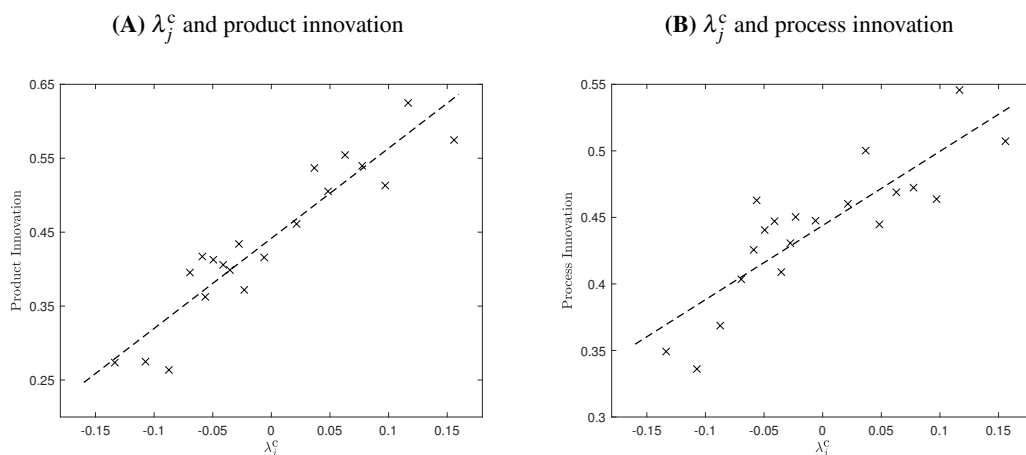 (A) λ_j^c and product innovation
0.65
0.55
0.45
0.35
0.25
Product Innovation
-0.15 -0.1 -0.05 0 0.05 0.1 0.15
λ_j^c
(B) λ_j^c and process innovation
0.55
0.5
0.45
0.4
0.35
0.3
Process Innovation
-0.15 -0.1 -0.05 0 0.05 0.1 0.15
λ_j^c